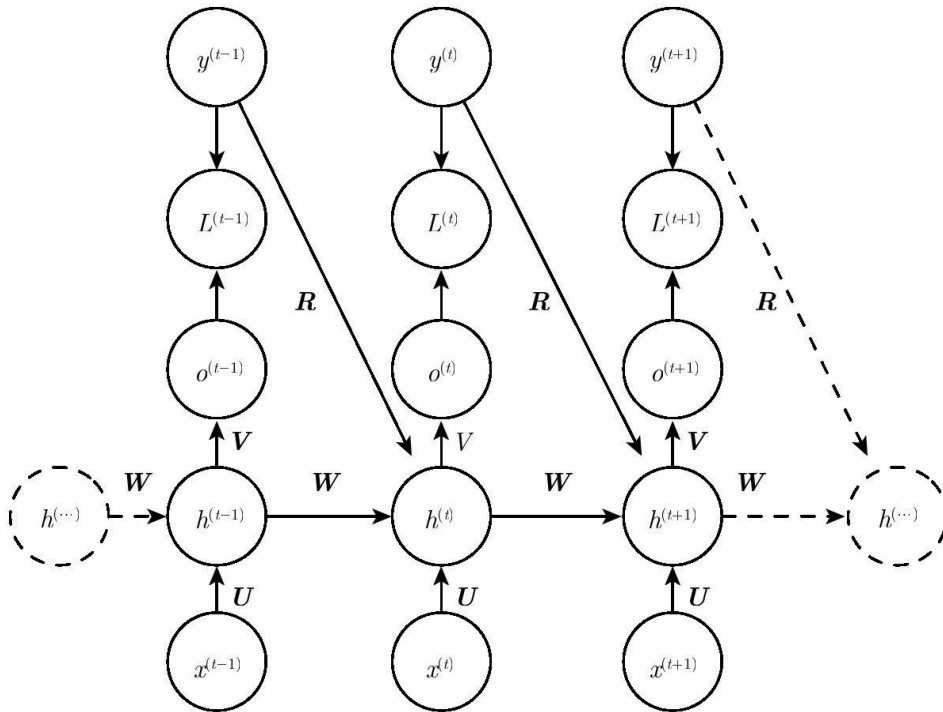 y^(t−1) y^(t) y^(t+1)
L^(t−1) L^(t) L^(t+1)
R R R
o^(t−1) o^(t) o^(t+1)
V V V
W W W W
h^(⋯) h^(t−1) h^(t) h^(t+1) h^(⋯)
U U U
x^(t−1) x^(t) x^(t+1)